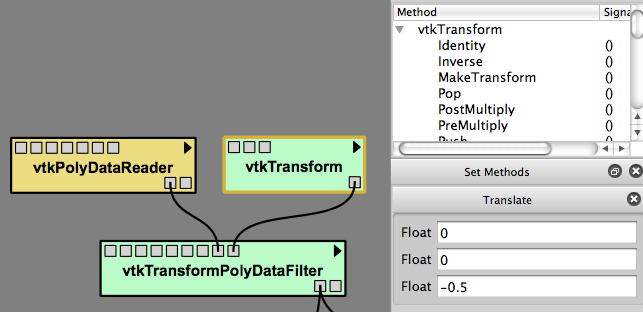 Method Signa
vtkTransform
Identity ()
Inverse ()
MakeTransform ()
Pop ()
PostMultiply ()
PreMultiply ()
Push ()
vtkPolyDataReader
vtkTransform
vtkTransformPolyDataFilter
Set Methods
Translate
Float 0
Float 0
Float -0.5